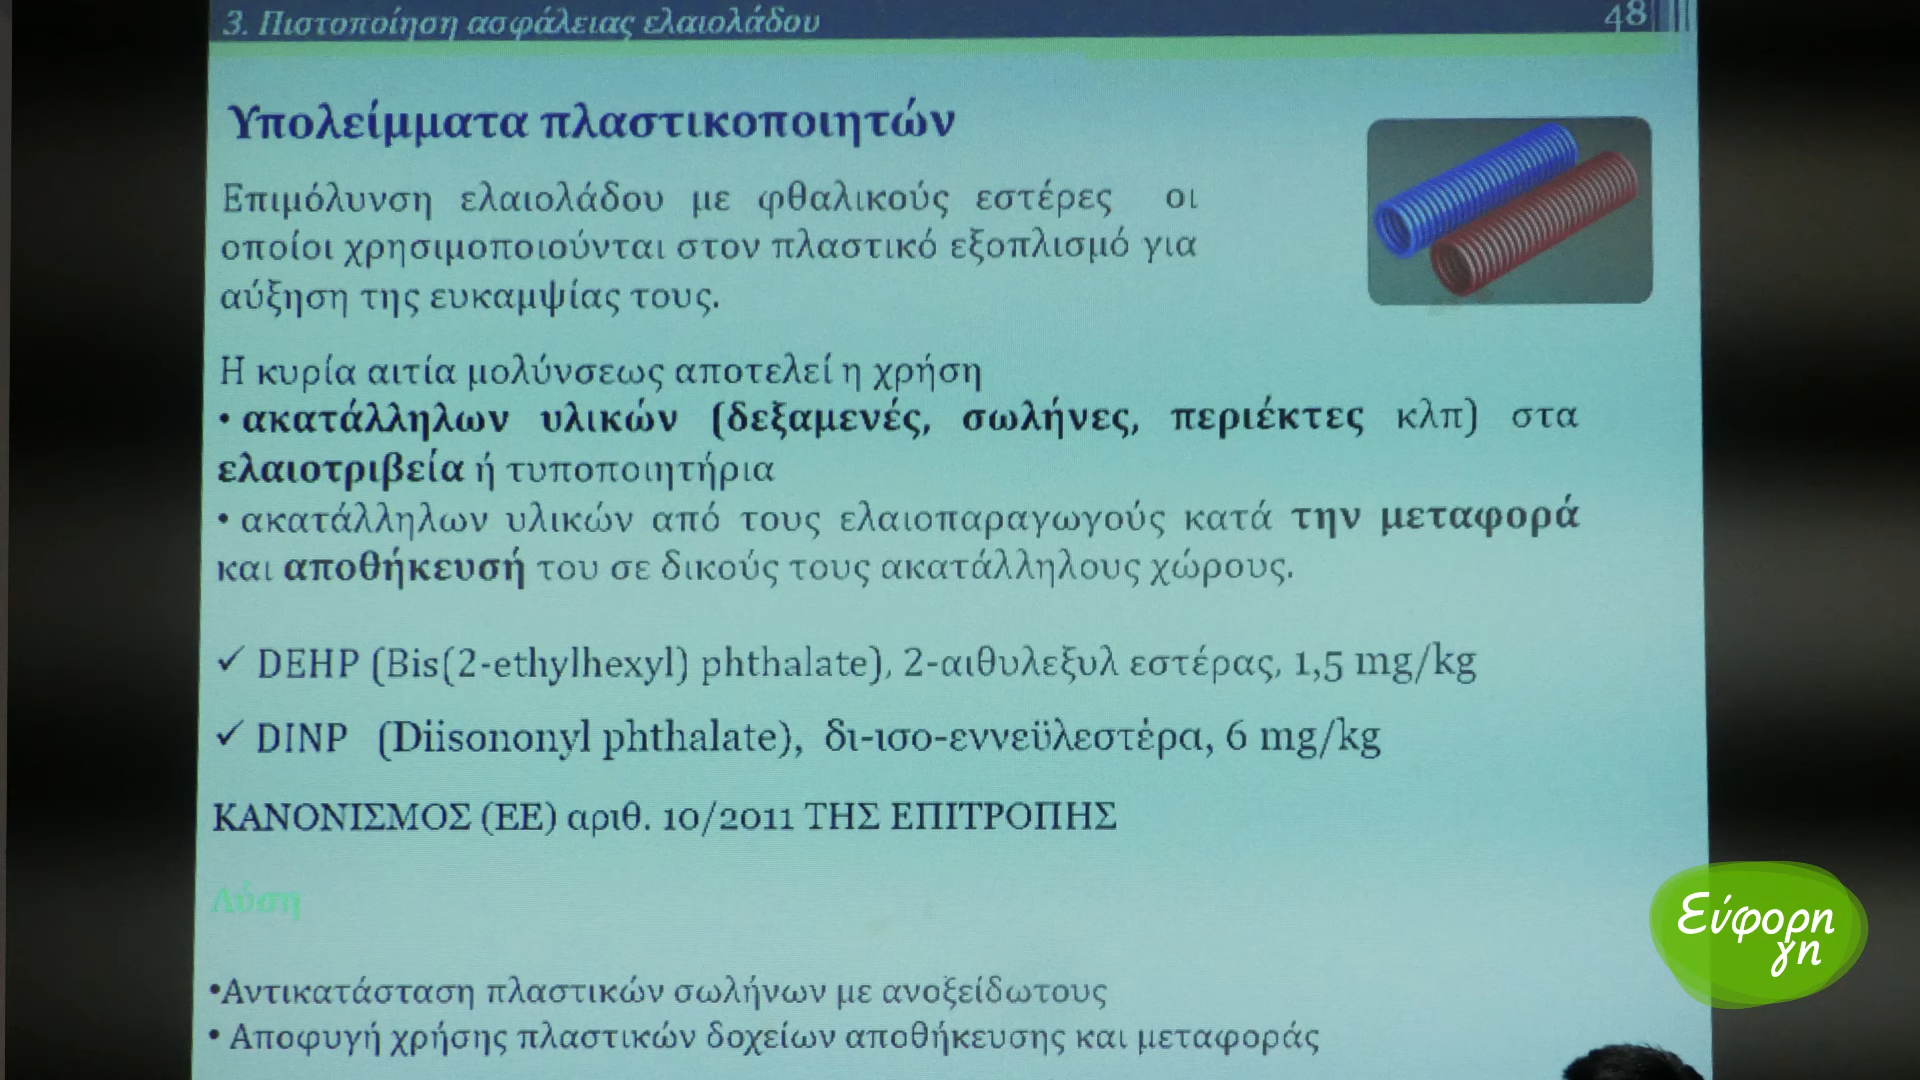 3. Πιστοποίηση ασφάλειας ελαιολάδου
48
Υπολείμματα πλαστικοποιητών
Επιμόλυνση ελαιολάδου με φθαλικούς εστέρες οι
οποίοι χρησιμοποιούνται στον πλαστικό εξοπλισμό για
αύξηση της ευκαμψίας τους.
Η κυρία αιτία μολύνσεως αποτελεί η χρήση
• ακατάλληλων υλικών (δεξαμενές, σωλήνες, περιέκτες κλπ) στα
ελαιοτριβεία ή τυποποιητήρια
• ακατάλληλων υλικών από τους ελαιοπαραγωγούς κατά την μεταφορά
και αποθήκευσή του σε δικούς τους ακατάλληλους χώρους.
✓ DEHP (Bis(2-ethylhexyl) phthalate), 2-αιθυλεξυλ εστέρας, 1,5 mg/kg
✓ DINP (Diisononyl phthalate), δι-ισο-εννεϋλεστέρα, 6 mg/kg
ΚΑΝΟΝΙΣΜΟΣ (ΕΕ) αριθ. 10/2011 ΤΗΣ ΕΠΙΤΡΟΠΗΣ
Λύση
•Αντικατάσταση πλαστικών σωλήνων με ανοξείδωτους
• Αποφυγή χρήσης πλαστικών δοχείων αποθήκευσης και μεταφοράς
Εύφορη
γη